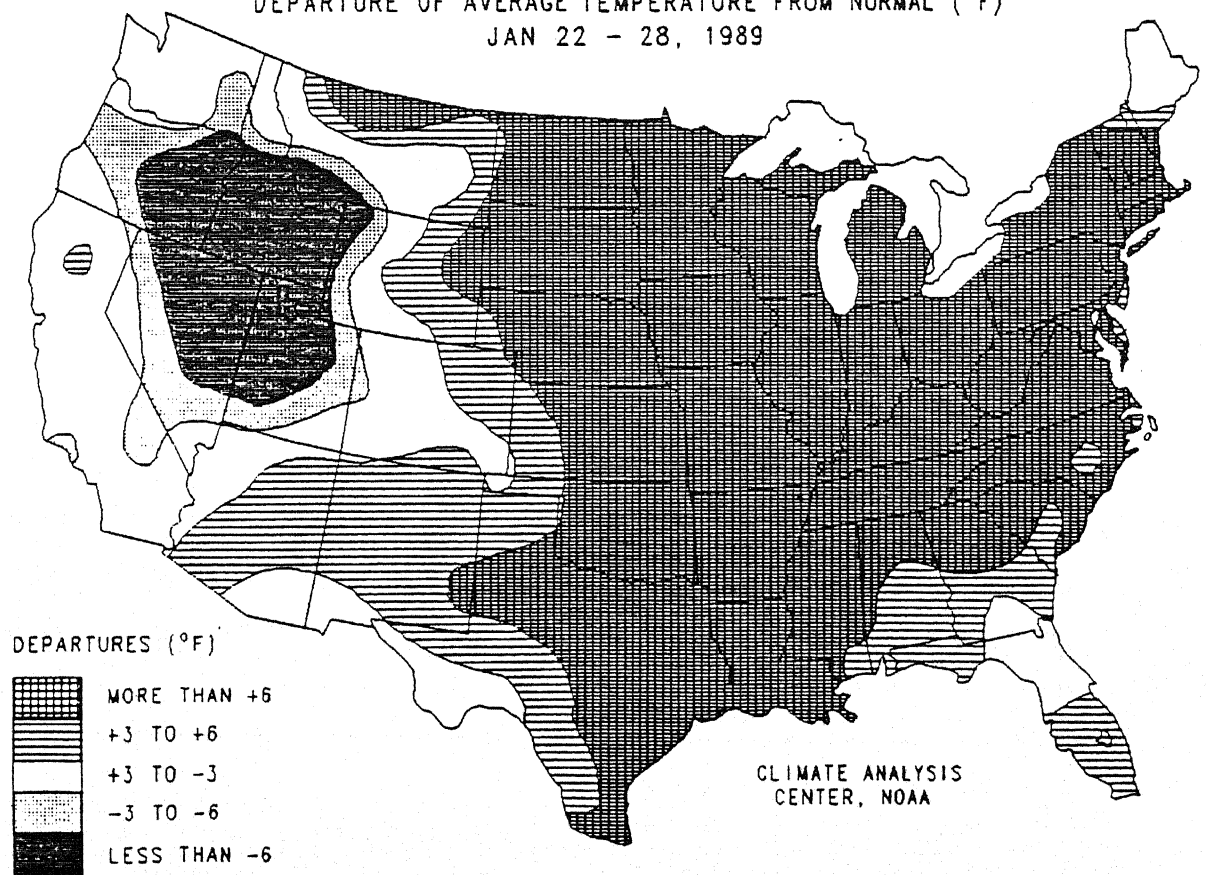 DEPARTURE OF AVERAGE TEMPERATURE FROM NORMAL (°F)
JAN 22 - 28, 1989
DEPARTURES (°F)
MORE THAN +6
+3 TO +6
+3 TO -3
-3 TO -6
LESS THAN -6
CLIMATE ANALYSIS
CENTER, NOAA